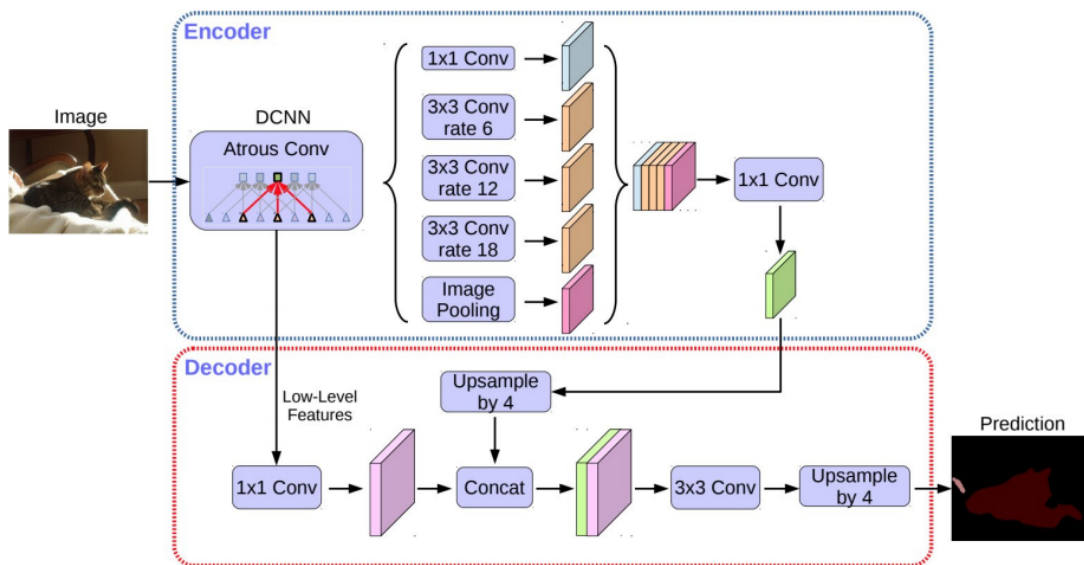 Encoder
Image
DCNN
Atrous Conv
1x1 Conv
3x3 Conv
rate 6
3x3 Conv
rate 12
3x3 Conv
rate 18
Image
Pooling
1x1 Conv
Decoder
Low-Level
Features
Upsample
by 4
1x1 Conv
Concat
3x3 Conv
Upsample
by 4
Prediction